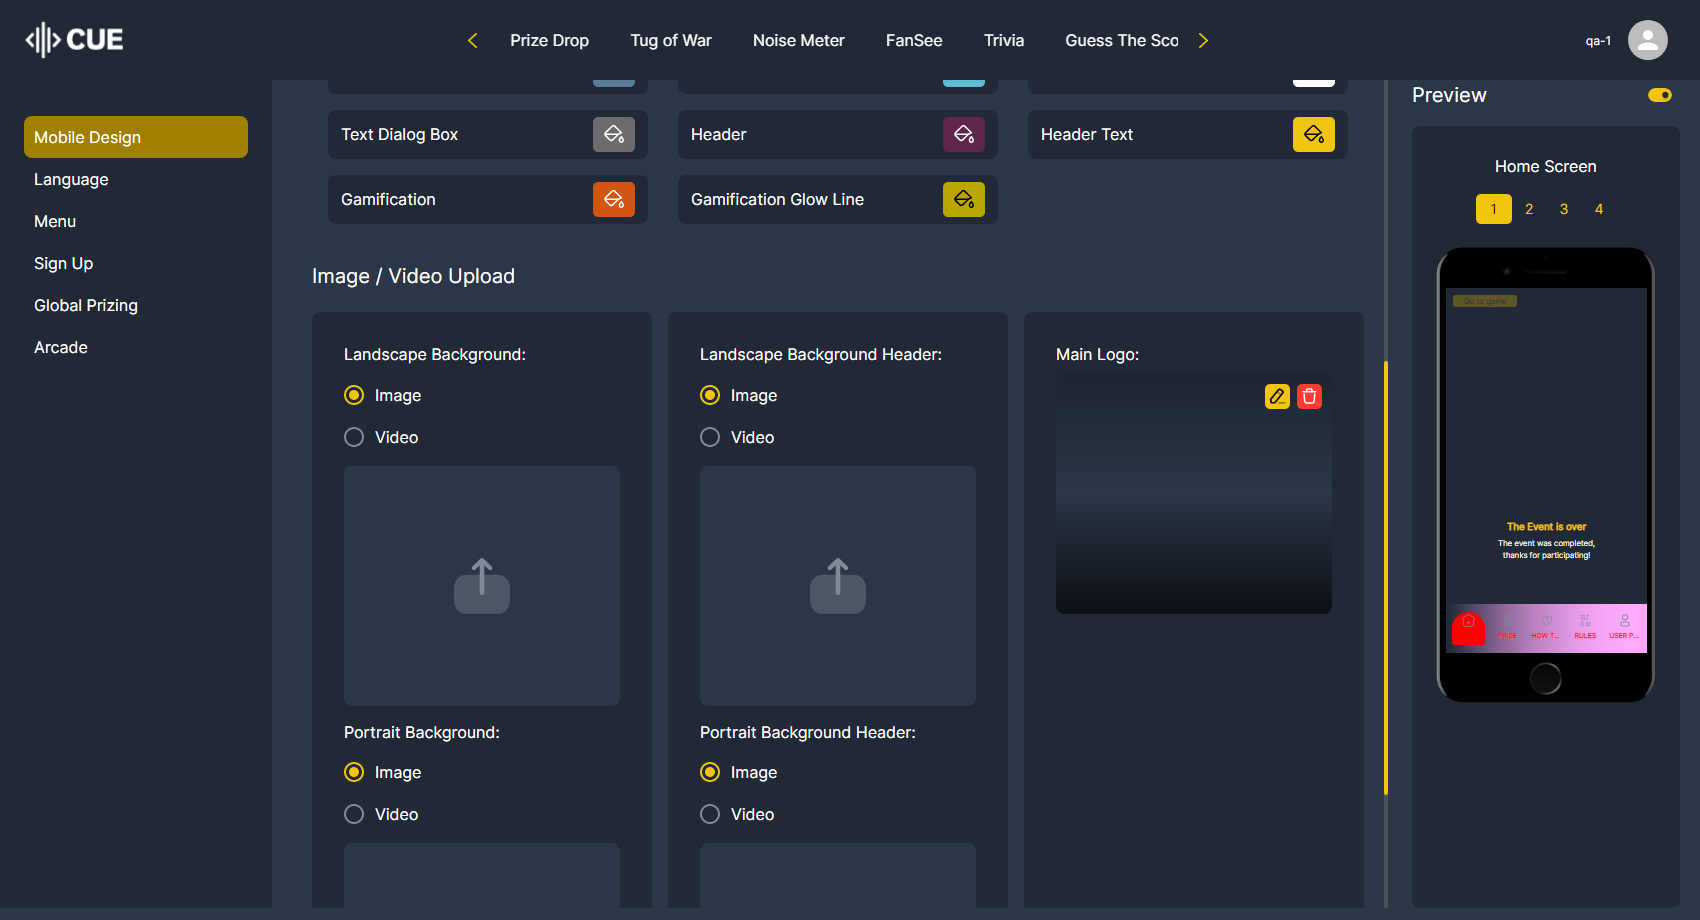 CUE
Prize Drop
Tug of War
Noise Meter
FanSee
Trivia
Guess The Sco
qa-1
Mobile Design
Language
Menu
Sign Up
Global Prizing
Arcade
Text Dialog Box
Header
Header Text
Gamification
Gamification Glow Line
Image / Video Upload
Landscape Background:
Image
Video
Landscape Background Header:
Image
Video
Main Logo:
Portrait Background:
Image
Video
Portrait Background Header:
Image
Video
Preview
Home Screen
1 2 3 4
Go to game
The Event is over
The event was completed,
thanks for participating!
PRIZE
HOW T...
RULES
USER P...